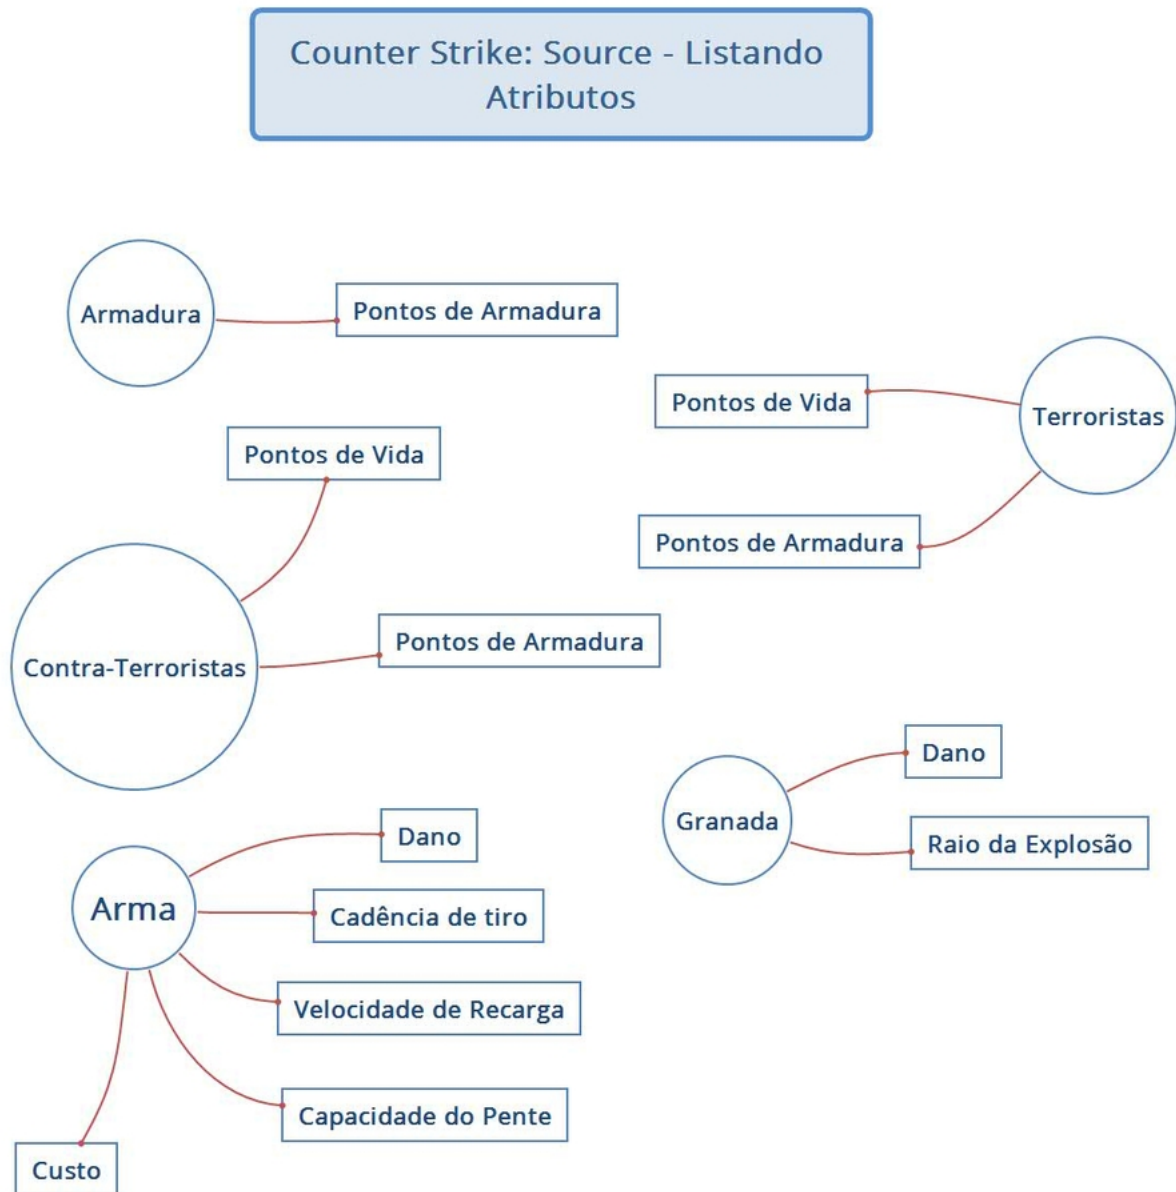 Counter Strike: Source - Listando
Atributos
Armadura
Pontos de Armadura
Pontos de Vida
Terroristas
Pontos de Armadura
Pontos de Vida
Contra-Terroristas
Pontos de Armadura
Granada
Dano
Raio da Explosão
Arma
Dano
Cadência de tiro
Velocidade de Recarga
Capacidade do Pente
Custo